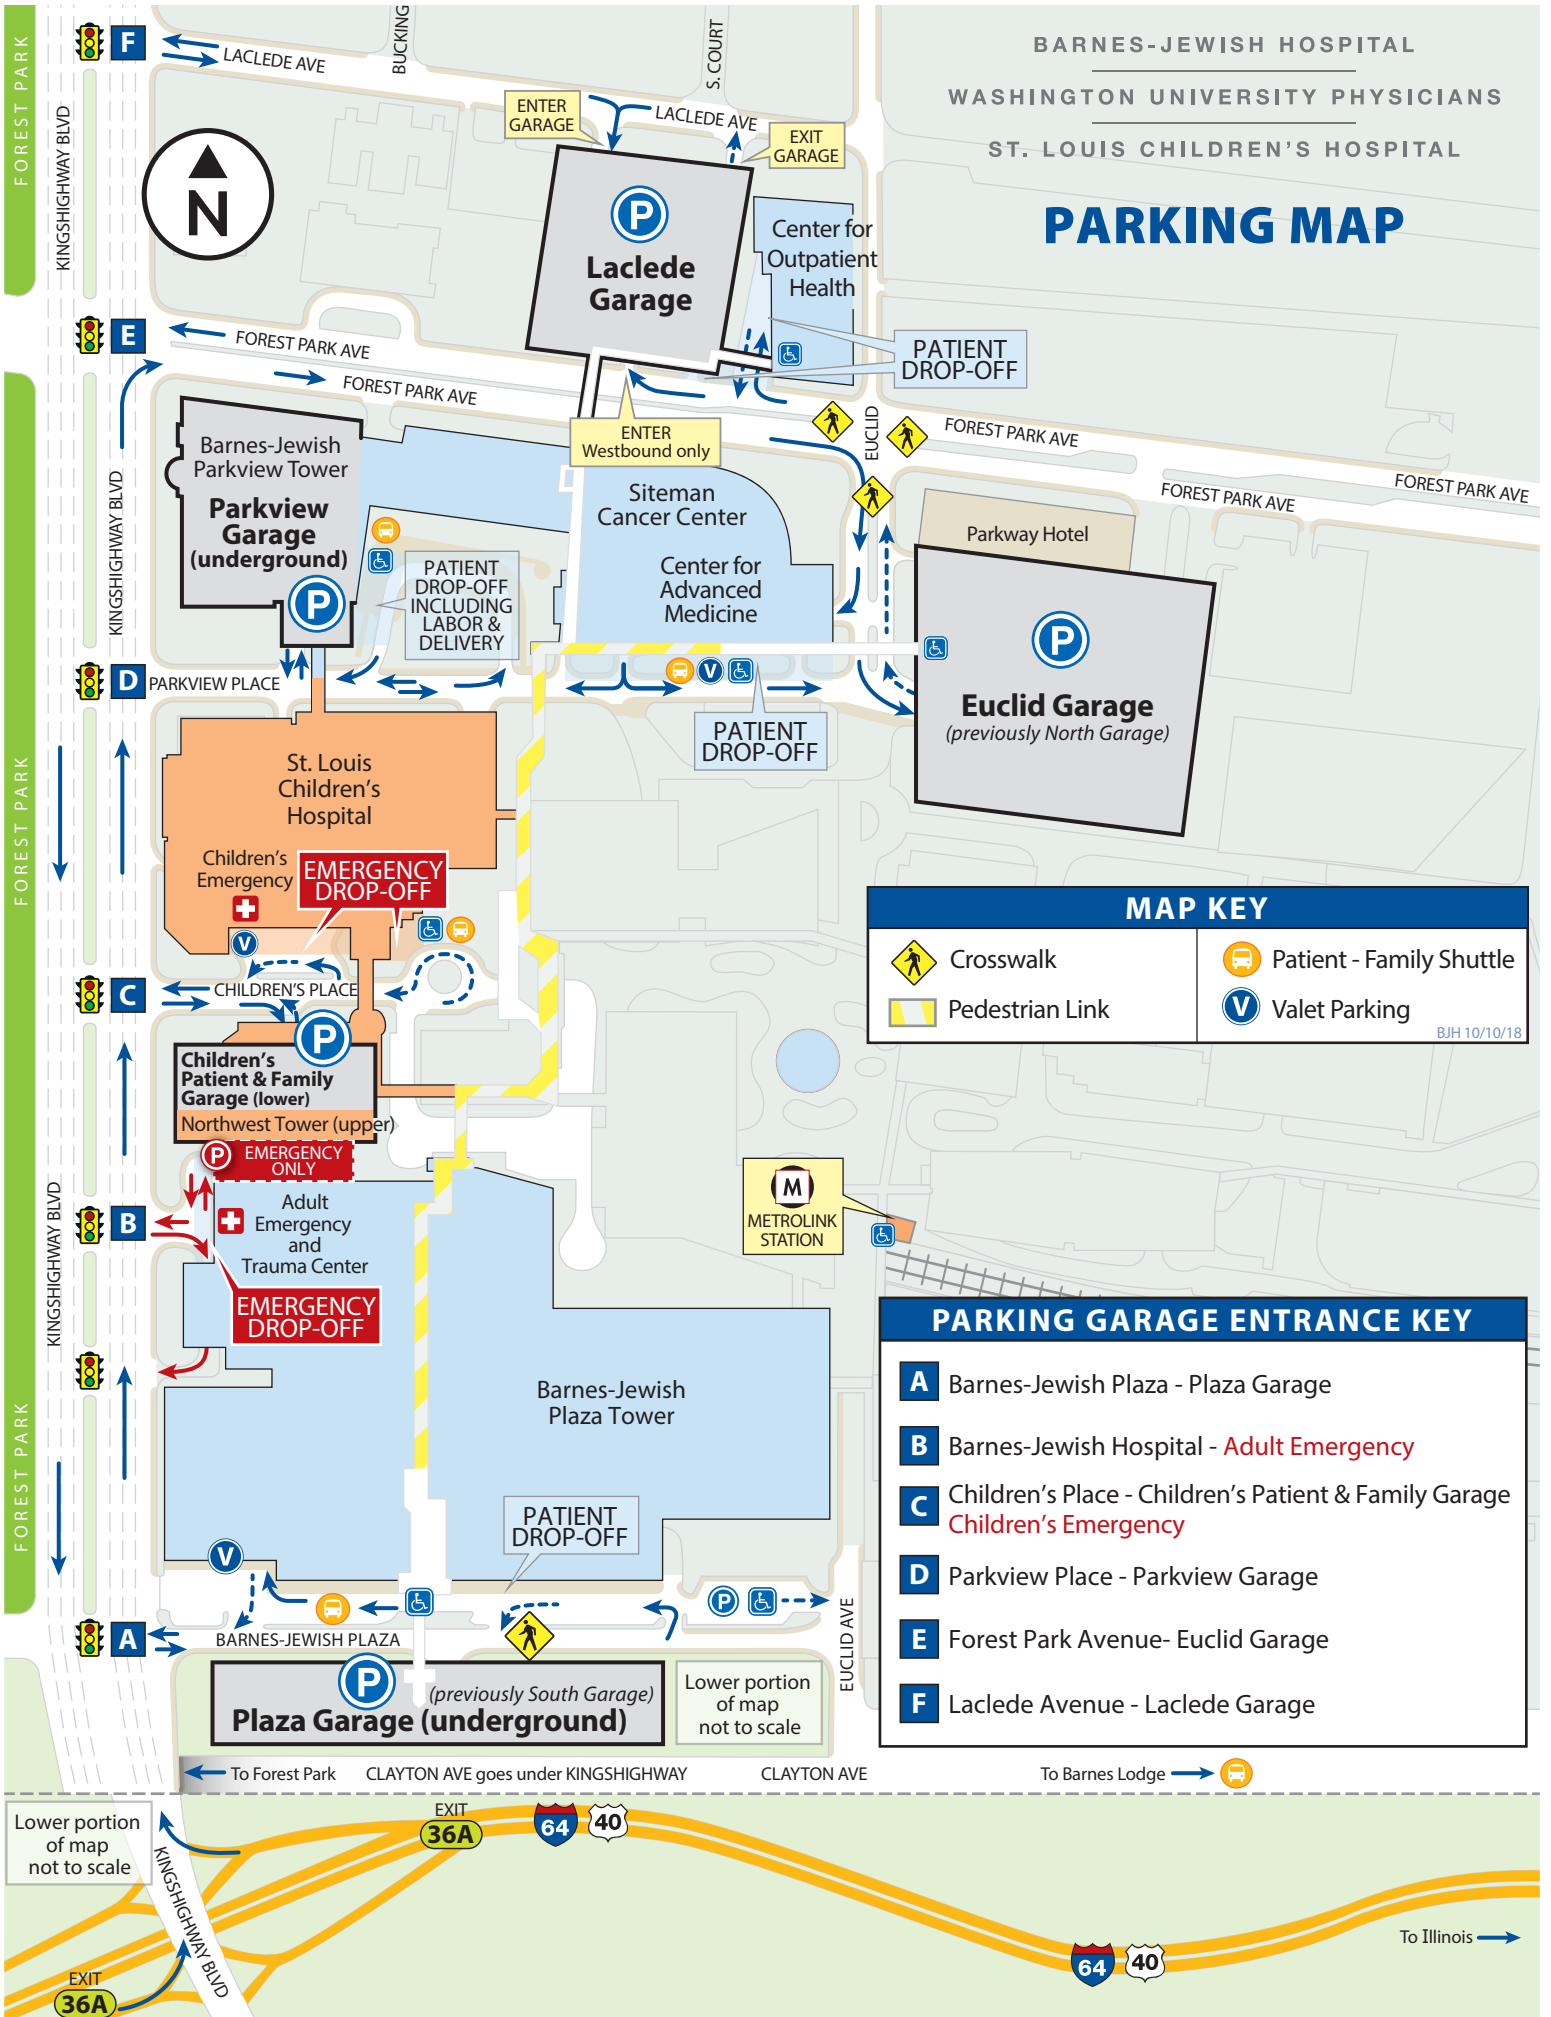 BARNES-JEWISH HOSPITAL
WASHINGTON UNIVERSITY PHYSICIANS
ST. LOUIS CHILDREN'S HOSPITAL
PARKING MAP
FOREST PARK
KINGSHIGHWAY BLVD
F
LACLEDE AVE
BUCKING
S. COURT
ENTER
GARAGE
LACLEDE AVE
EXIT
GARAGE
N
P
Laclede
Garage
Center for
Outpatient
Health
PATIENT
DROP-OFF
E
FOREST PARK AVE
FOREST PARK AVE
ENTER
Westbound only
EUCLID
FOREST PARK AVE
FOREST PARK AVE
FOREST PARK AVE
KINGSHIGHWAY BLVD
Barnes-Jewish
Parkview Tower
Parkview
Garage
(underground)
P
PATIENT
DROP-OFF
INCLUDING
LABOR &
DELIVERY
Siteman
Cancer Center
Center for
Advanced
Medicine
Parkway Hotel
P
Euclid Garage
(previously North Garage)
D
PARKVIEW PLACE
V
PATIENT
DROP-OFF
FOREST PARK
St. Louis
Children's
Hospital
Children's
Emergency
EMERGENCY
DROP-OFF
V
C
CHILDREN'S PLACE
P
Children's
Patient & Family
Garage (lower)
Northwest Tower (upper)
MAP KEY
Crosswalk
Pedestrian Link
Patient - Family Shuttle
V
Valet Parking
BJH 10/10/18
P
EMERGENCY
ONLY
KINGSHIGHWAY BLVD
B
Adult
Emergency
and
Trauma Center
EMERGENCY
DROP-OFF
M
METROLINK
STATION
FOREST PARK
Barnes-Jewish
Plaza Tower
PARKING GARAGE ENTRANCE KEY
A
Barnes-Jewish Plaza - Plaza Garage
B
Barnes-Jewish Hospital - Adult Emergency
C
Children's Place - Children's Patient & Family Garage
Children's Emergency
D
Parkview Place - Parkview Garage
E
Forest Park Avenue- Euclid Garage
F
Laclede Avenue - Laclede Garage
V
PATIENT
DROP-OFF
P
EUCLID AVE
A
BARNES-JEWISH PLAZA
P
(previously South Garage)
Plaza Garage (underground)
Lower portion
of map
not to scale
To Forest Park
CLAYTON AVE goes under KINGSHIGHWAY
CLAYTON AVE
To Barnes Lodge
Lower portion
of map
not to scale
KINGSHIGHWAY BLVD
EXIT
36A
64
40
64
40
To Illinois
EXIT
36A